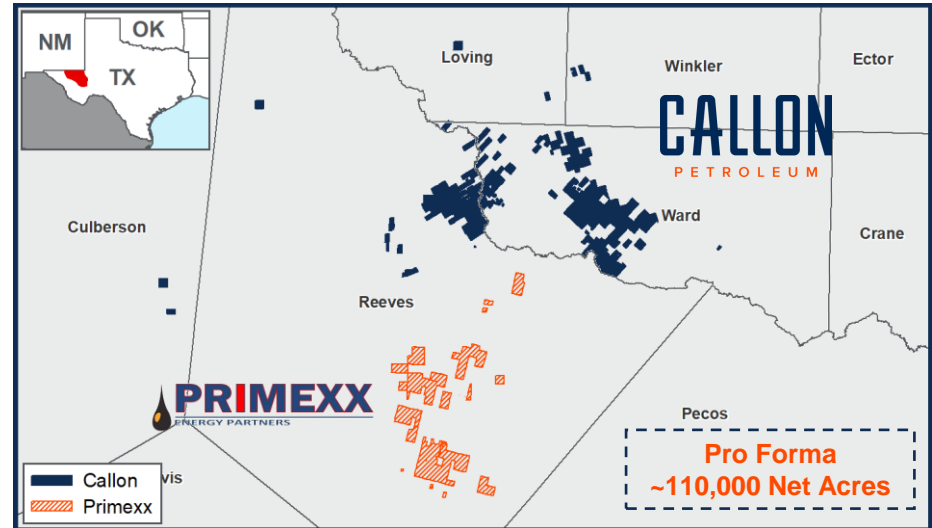 NM
OK
TX
Loving
Winkler
Ector
CALLON
PETROLEUM
Culberson
Ward
Crane
Reeves
PRIMEXX
ENERGY PARTNERS
Pecos
Pro Forma
~110,000 Net Acres
Callon
vis
Primexx